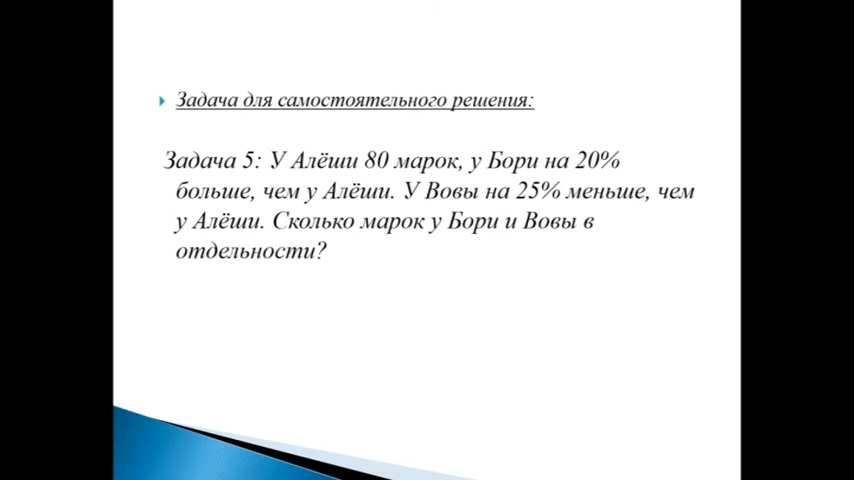 Задача для самостоятельного решения:
Задача 5: У Алёши 80 марок, у Бори на 20%
больше, чем у Алёши. У Вовы на 25% меньше, чем
у Алёши. Сколько марок у Бори и Вовы в
отдельности?